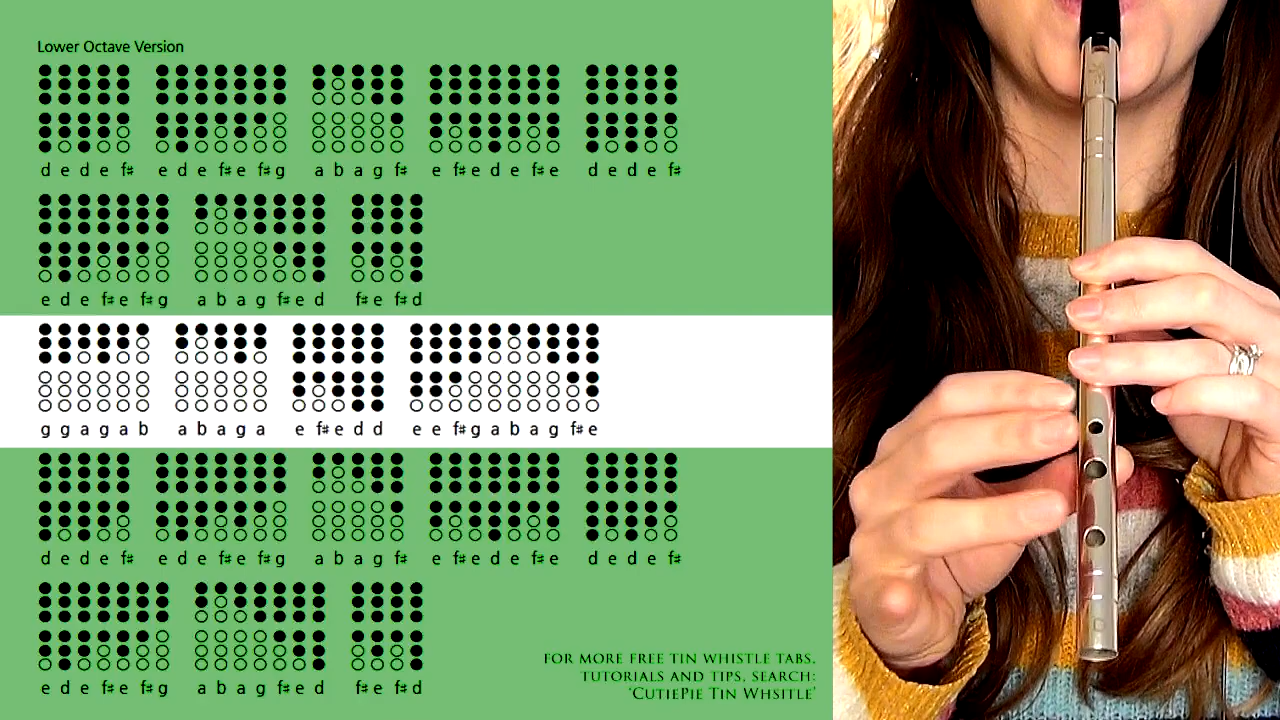 Lower Octave Version
d e d e f# e d e f# e f# g a b a g f# e f# e d e f# e d e d e f#
e d e f# e f# g a b a g f# e d f# e f# d
g g a g a b a b a g a e f# e d d e e f# g a b a g f# e
d e d e f# e d e f# e f# g a b a g f# e f# e d e f# e d e d e f#
e d e f# e f# g a b a g f# e d f# e f# d
FOR MORE FREE TIN WHISTLE TABS,
TUTORIALS AND TIPS, SEARCH:
'CUTIEPIE TIN WHSITLE'